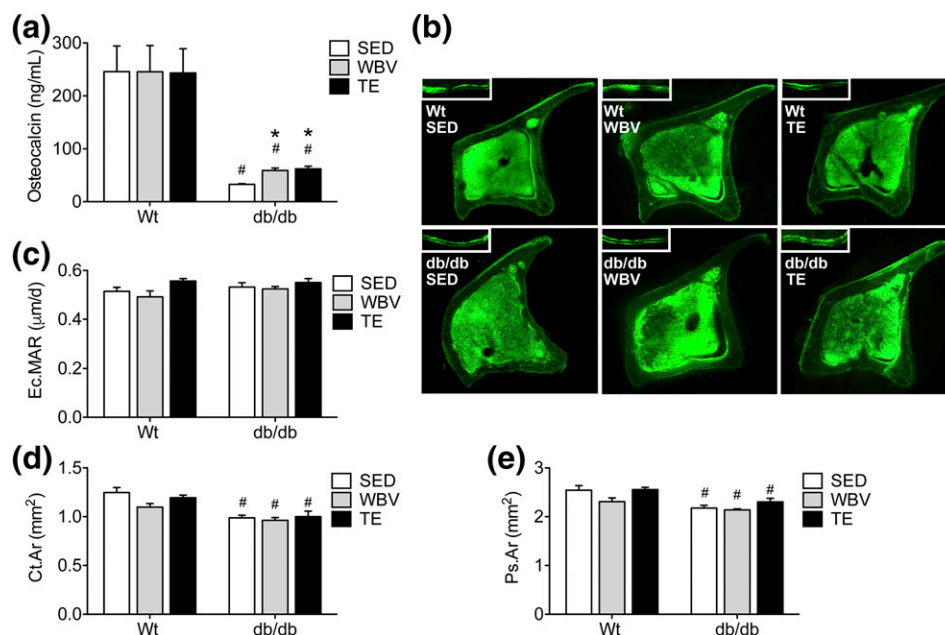 (a)
Osteocalcin (ng/mL)
300
200
100
0
SED
WBV
TE
#
*
#
*
#
Wt
db/db
(b)
Wt
SED
Wt
WBV
Wt
TE
db/db
SED
db/db
WBV
db/db
TE
(c)
Ec.MAR (μm/d)
0.6
0.4
0.2
0.0
SED
WBV
TE
Wt
db/db
(d)
Ct.Ar (mm²)
1.5
1.0
0.5
0.0
# # #
SED
WBV
TE
Wt
db/db
(e)
Ps.Ar (mm²)
3
2
1
0
# # #
SED
WBV
TE
Wt
db/db